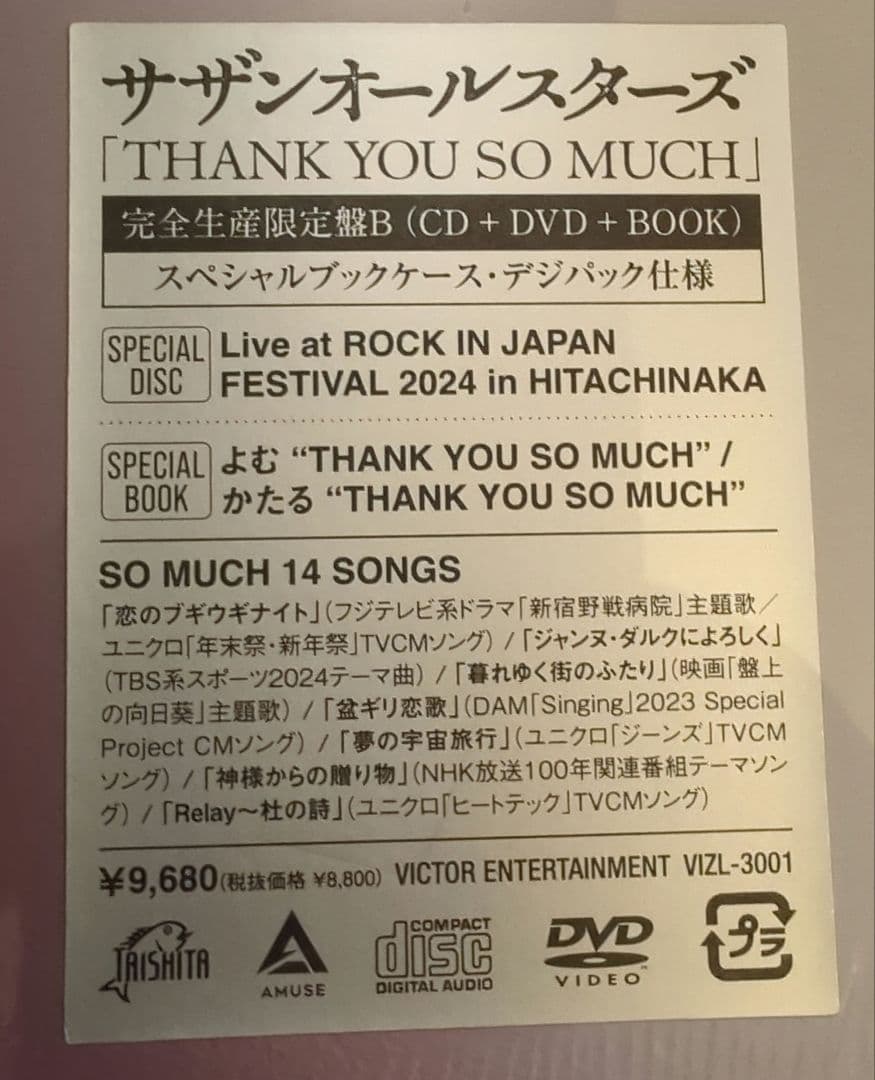 サザンオールスターズ
「THANK YOU SO MUCH」
完全生産限定盤B（CD + DVD + BOOK）
スペシャルブックケース・デジパック仕様
SPECIAL DISC
Live at ROCK IN JAPAN
FESTIVAL 2024 in HITACHINAKA
SPECIAL BOOK
よむ “THANK YOU SO MUCH” /
かたる “THANK YOU SO MUCH”
SO MUCH 14 SONGS
「恋のブギウギナイト」（フジテレビ系ドラマ「新宿野戦病院」主題歌／
ユニクロ「年末祭・新年祭」TVCMソング）/「ジャンヌ・ダルクによろしく」
（TBS系スポーツ2024テーマ曲）/「暮れゆく街のふたり」（映画「盤上
の向日葵」主題歌）/「盆ギリ恋歌」（DAM「Singing」2023 Special
Project CMソング）/「夢の宇宙旅行」（ユニクロ「ジーンズ」TVCM
ソング）/「神様からの贈り物」（NHK放送100年関連番組テーマソン
グ）/「Relay〜杜の詩」（ユニクロ「ヒートテック」TVCMソング）
¥9,680（税抜価格 ¥8,800） VICTOR ENTERTAINMENT VIZL-3001
TAISHITA
AMUSE
COMPACT disc DIGITAL AUDIO
DVD VIDEO™
プラ